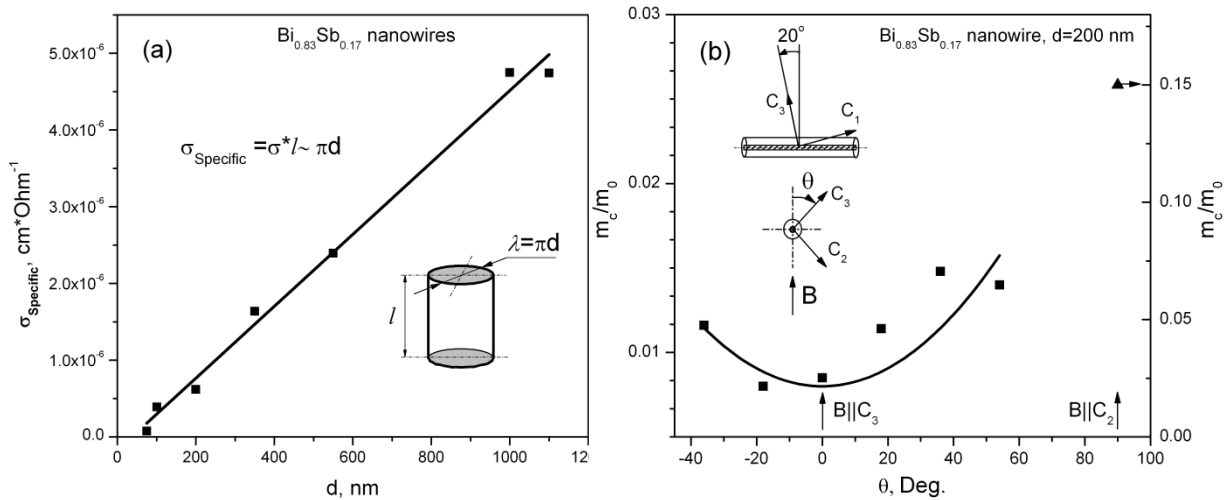 (a)
Bi0.83Sb0.17 nanowires
σSpecific =σ*l~ πd
λ=πd
l
σSpecific, cm*Ohm-1
5.0x10-6
4.0x10-6
3.0x10-6
2.0x10-6
1.0x10-6
0.0
0 200 400 600 800 1000 1200
d, nm
(b)
Bi0.83Sb0.17 nanowire, d=200 nm
20o
C3
C1
θ
C3
C2
B
B||C3
B||C2
mc/m0
0.03
0.02
0.01
-40 -20 0 20 40 60 80 100
θ, Deg.
0.15
0.10
0.05
0.00
mc/m0